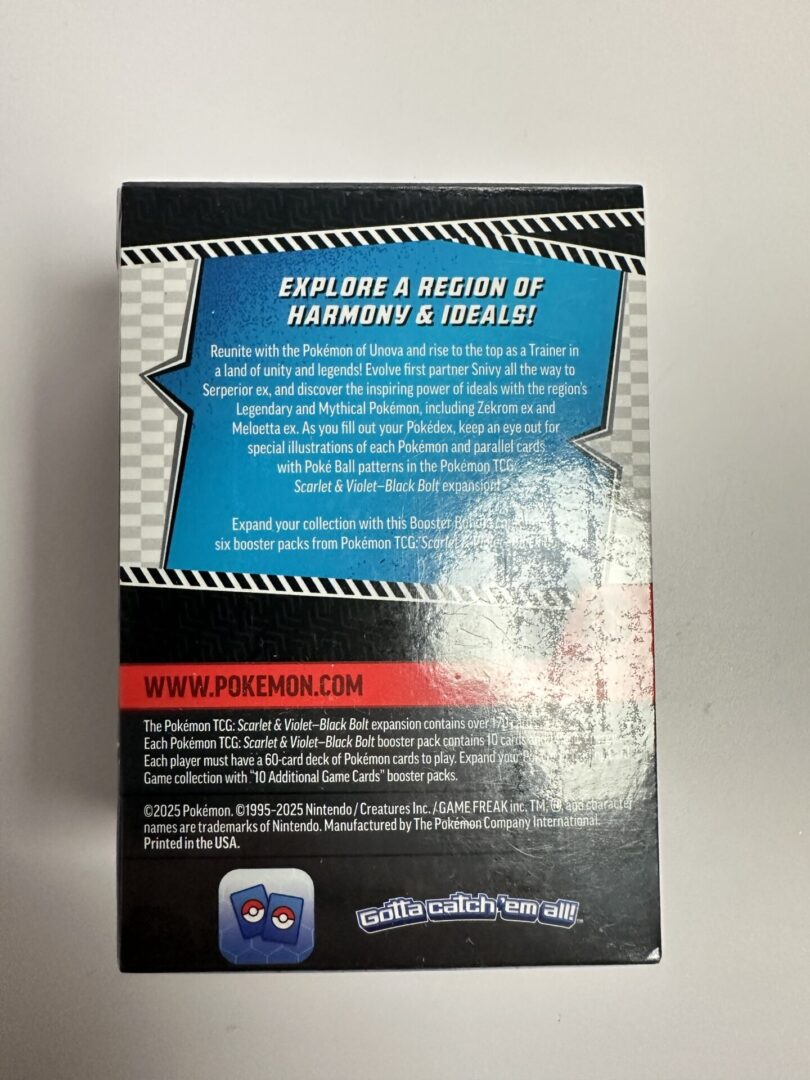 EXPLORE A REGION OF
HARMONY & IDEALS!
Reunite with the Pokémon of Unova and rise to the top as a Trainer in
a land of unity and legends! Evolve first partner Snivy all the way to
Serperior ex, and discover the inspiring power of ideals with the region's
Legendary and Mythical Pokémon, including Zekrom ex and
Meloetta ex. As you fill out your Pokédex, keep an eye out for
special illustrations of each Pokémon and parallel cards
with Poké Ball patterns in the Pokémon TCG:
Scarlet & Violet–Black Bolt expansion!
Expand your collection with this Booster
six booster packs from Pokémon TCG: Scarlet
WWW.POKEMON.COM
The Pokémon TCG: Scarlet & Violet–Black Bolt expansion contains over 170 cards
Each Pokémon TCG: Scarlet & Violet–Black Bolt booster pack contains 10 cards
Each player must have a 60-card deck of Pokémon cards to play. Expand your
Game collection with "10 Additional Game Cards" booster packs.
©2025 Pokémon. ©1995–2025 Nintendo / Creatures Inc. / GAME FREAK inc. TM, ®, and character
names are trademarks of Nintendo. Manufactured by The Pokémon Company International.
Printed in the USA.
Gotta catch 'em all!™